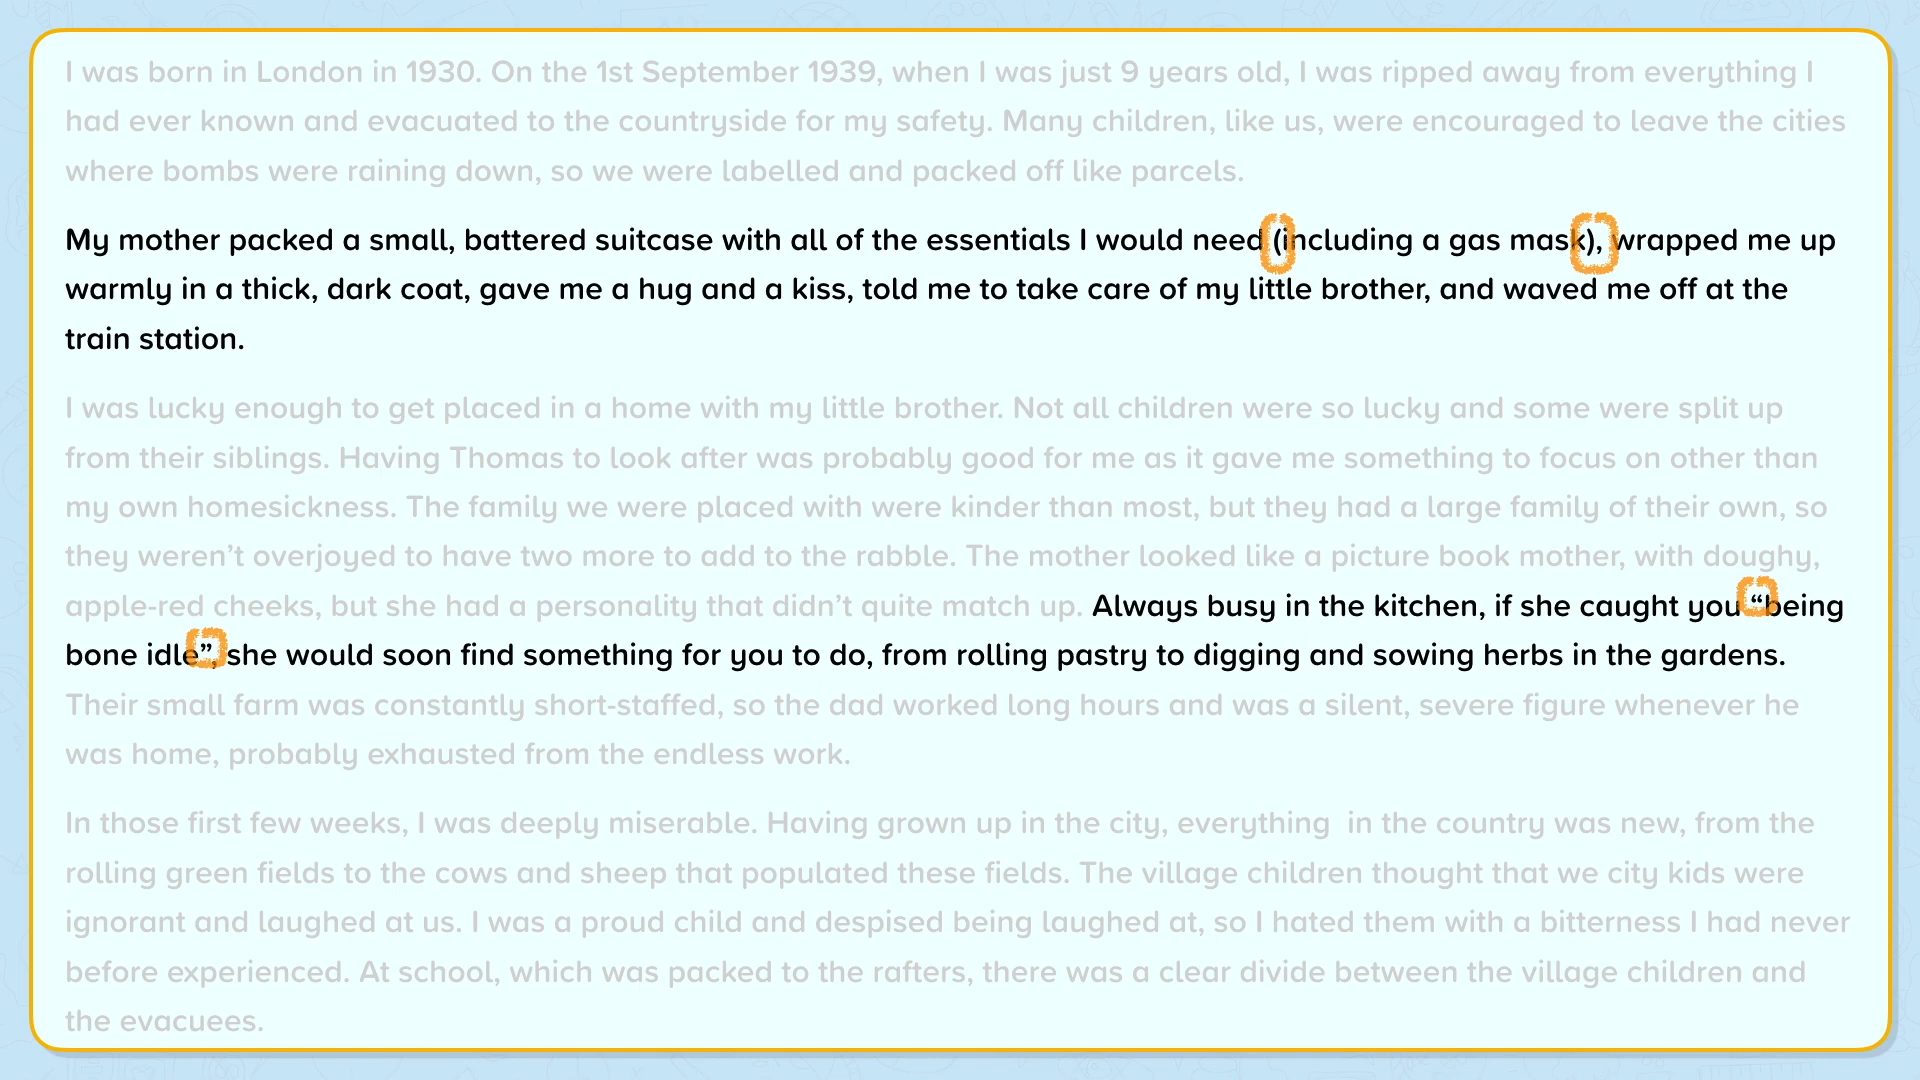 I was born in London in 1930. On the 1st September 1939, when I was just 9 years old, I was ripped away from everything I
had ever known and evacuated to the countryside for my safety. Many children, like us, were encouraged to leave the cities
where bombs were raining down, so we were labelled and packed off like parcels.
My mother packed a small, battered suitcase with all of the essentials I would need (including a gas mask), wrapped me up
warmly in a thick, dark coat, gave me a hug and a kiss, told me to take care of my little brother, and waved me off at the
train station.
I was lucky enough to get placed in a home with my little brother. Not all children were so lucky and some were split up
from their siblings. Having Thomas to look after was probably good for me as it gave me something to focus on other than
my own homesickness. The family we were placed with were kinder than most, but they had a large family of their own, so
they weren’t overjoyed to have two more to add to the rabble. The mother looked like a picture book mother, with doughy,
apple-red cheeks, but she had a personality that didn’t quite match up. Always busy in the kitchen, if she caught you “being
bone idle”, she would soon find something for you to do, from rolling pastry to digging and sowing herbs in the gardens.
Their small farm was constantly short-staffed, so the dad worked long hours and was a silent, severe figure whenever he
was home, probably exhausted from the endless work.
In those first few weeks, I was deeply miserable. Having grown up in the city, everything  in the country was new, from the
rolling green fields to the cows and sheep that populated these fields. The village children thought that we city kids were
ignorant and laughed at us. I was a proud child and despised being laughed at, so I hated them with a bitterness I had never
before experienced. At school, which was packed to the rafters, there was a clear divide between the village children and
the evacuees.